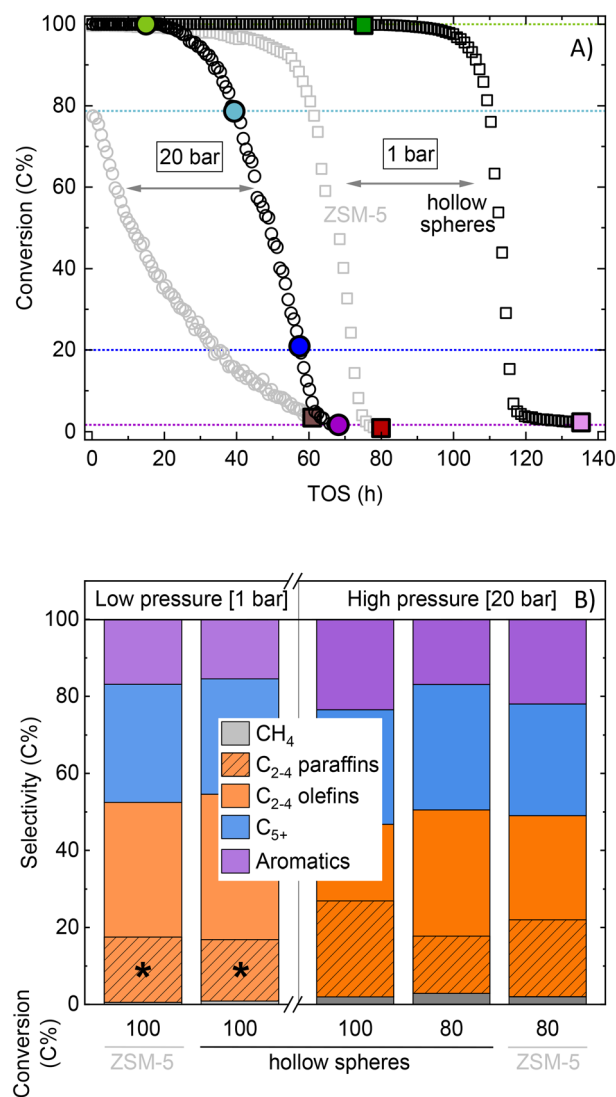 100
A)
80
20 bar
1 bar
60
ZSM-5
hollow
spheres
40
20
0
Conversion (C%)
0 20 40 60 80 100 120 140
TOS (h)
Low pressure [1 bar]
High pressure [20 bar]
B)
100
80
60
40
20
0
Selectivity (C%)
CH4
C2-4 paraffins
C2-4 olefins
C5+
Aromatics
* *
Conversion
(C%)
100 100 100 80 80
ZSM-5 hollow spheres ZSM-5